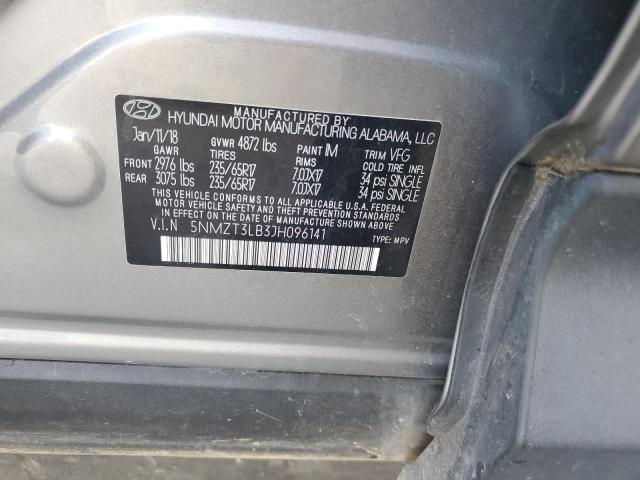 MANUFACTURED BY
HYUNDAI MOTOR MANUFACTURING ALABAMA, LLC
Jan/11/18 GVWR 4872 lbs PAINT IM TRIM VFG
GAWR TIRES RIMS COLD TIRE INFL
FRONT 2976 lbs 235/65R17 7.0JX17 34 psi SINGLE
REAR 3075 lbs 235/65R17 7.0JX17 34 psi SINGLE
THIS VEHICLE CONFORMS TO ALL APPLICABLE U.S.A. FEDERAL
MOTOR VEHICLE SAFETY AND THEFT PREVENTION STANDARDS
IN EFFECT ON THE DATE OF MANUFACTURE SHOWN ABOVE.
V.I.N 5NMZT3LB3JH096141
TYPE: MPV